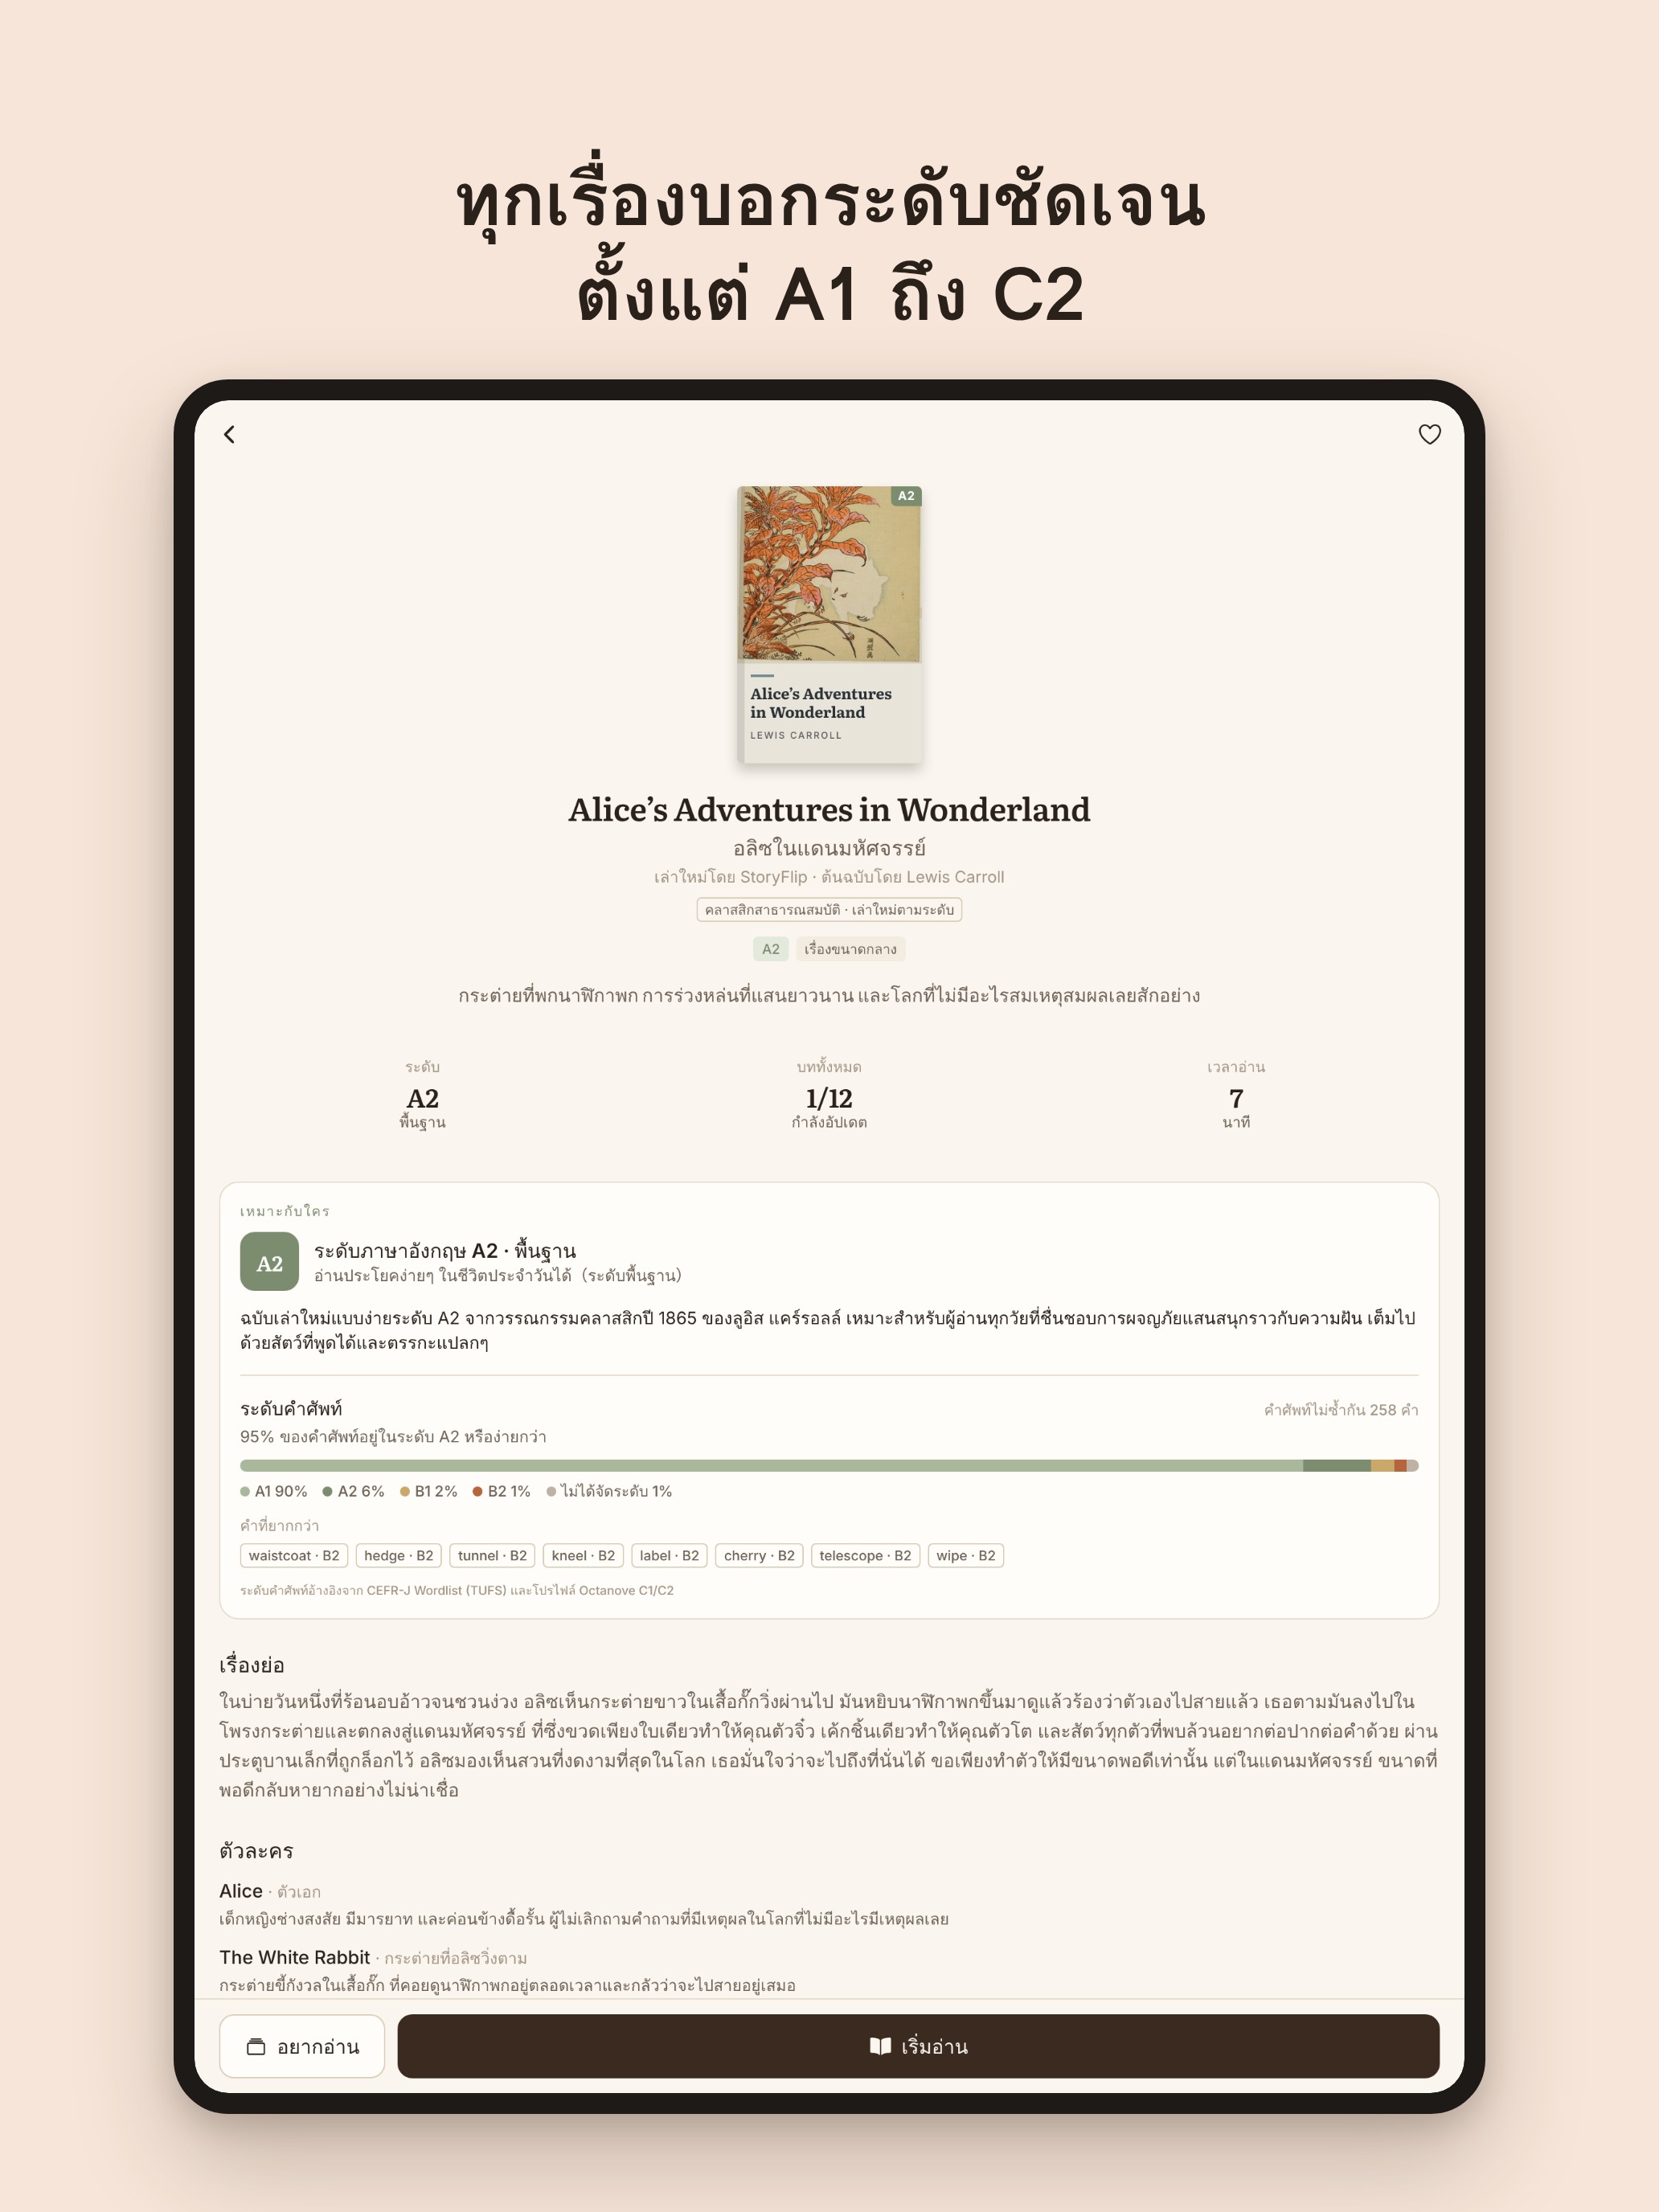 ทุกเรื่องบอกระดับชัดเจน
ตั้งแต่ A1 ถึง C2
A2
Alice’s Adventures
in Wonderland
LEWIS CARROLL
Alice’s Adventures in Wonderland
อลิซในแดนมหัศจรรย์
เล่าใหม่โดย StoryFlip · ต้นฉบับโดย Lewis Carroll
คลาสสิกสาธารณสมบัติ · เล่าใหม่ตามระดับ
A2 เรื่องขนาดกลาง
กระต่ายที่พกนาฬิกาพก การร่วงหล่นที่แสนยาวนาน และโลกที่ไม่มีอะไรสมเหตุสมผลเลยสักอย่าง
ระดับ บททั้งหมด เวลาอ่าน
A2 1/12 7
พื้นฐาน กำลังอัปเดต นาที
เหมาะกับใคร
A2
ระดับภาษาอังกฤษ A2 · พื้นฐาน
อ่านประโยคง่ายๆ ในชีวิตประจำวันได้（ระดับพื้นฐาน）
ฉบับเล่าใหม่แบบง่ายระดับ A2 จากวรรณกรรมคลาสสิกปี 1865 ของลูอิส แคร์รอลล์ เหมาะสำหรับผู้อ่านทุกวัยที่ชื่นชอบการผจญภัยแสนสนุกราวกับความฝัน เต็มไป
ด้วยสัตว์ที่พูดได้และตรรกะแปลกๆ
ระดับคำศัพท์ คำศัพท์ไม่ซ้ำกัน 258 คำ
95% ของคำศัพท์อยู่ในระดับ A2 หรือง่ายกว่า
A1 90% A2 6% B1 2% B2 1% ไม่ได้จัดระดับ 1%
คำที่ยากกว่า
waistcoat · B2 hedge · B2 tunnel · B2 kneel · B2 label · B2 cherry · B2 telescope · B2 wipe · B2
ระดับคำศัพท์อ้างอิงจาก CEFR-J Wordlist (TUFS) และโปรไฟล์ Octanove C1/C2
เรื่องย่อ
ในบ่ายวันหนึ่งที่ร้อนอบอ้าวจนชวนง่วง อลิซเห็นกระต่ายขาวในเสื้อกั๊กวิ่งผ่านไป มันหยิบนาฬิกาพกขึ้นมาดูแล้วร้องว่าตัวเองไปสายแล้ว เธอตามมันลงไปใน
โพรงกระต่ายและตกลงสู่แดนมหัศจรรย์ ที่ซึ่งขวดเพียงใบเดียวทำให้คุณตัวจิ๋ว เค้กชิ้นเดียวทำให้คุณตัวโต และสัตว์ทุกตัวที่พบล้วนอยากต่อปากต่อคำด้วย ผ่าน
ประตูบานเล็กที่ถูกล็อกไว้ อลิซมองเห็นสวนที่งดงามที่สุดในโลก เธอมั่นใจว่าจะไปถึงที่นั่นได้ ขอเพียงทำตัวให้มีขนาดพอดีเท่านั้น แต่ในแดนมหัศจรรย์ ขนาดที่
พอดีกลับหายากอย่างไม่น่าเชื่อ
ตัวละคร
Alice · ตัวเอก
เด็กหญิงช่างสงสัย มีมารยาท และค่อนข้างดื้อรั้น ผู้ไม่เลิกถามคำถามที่มีเหตุผลในโลกที่ไม่มีอะไรมีเหตุผลเลย
The White Rabbit · กระต่ายที่อลิซวิ่งตาม
กระต่ายขี้กังวลในเสื้อกั๊ก ที่คอยดูนาฬิกาพกอยู่ตลอดเวลาและกลัวว่าจะไปสายอยู่เสมอ
อยากอ่าน เริ่มอ่าน